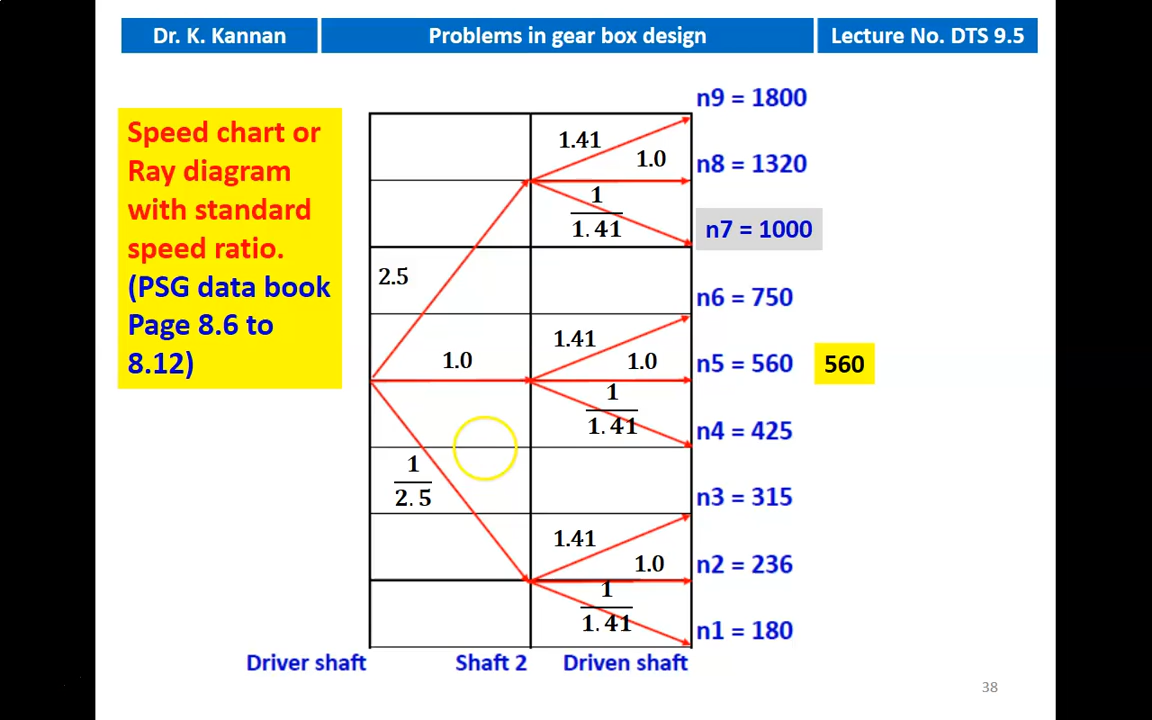 Dr. K. Kannan
Problems in gear box design
Lecture No. DTS 9.5
Speed chart or
Ray diagram
with standard
speed ratio.
(PSG data book
Page 8.6 to
8.12)
n9 = 1800
1.41
1.0
n8 = 1320
1
1.41
n7 = 1000
2.5
n6 = 750
1.41
1.0
1.0
n5 = 560
560
1
1.41
n4 = 425
1
2.5
n3 = 315
1.41
1.0
n2 = 236
1
1.41
n1 = 180
Driver shaft
Shaft 2
Driven shaft
38